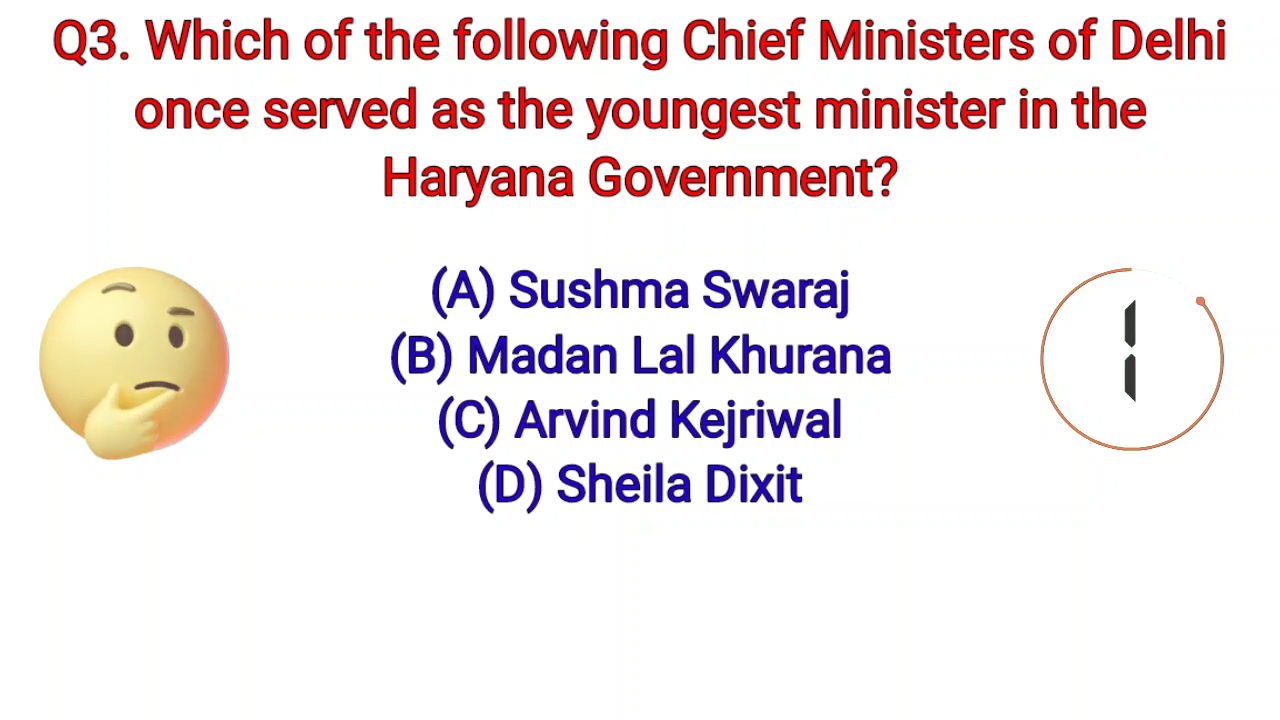 Q3. Which of the following Chief Ministers of Delhi
once served as the youngest minister in the
Haryana Government?
(A) Sushma Swaraj
(B) Madan Lal Khurana
(C) Arvind Kejriwal
(D) Sheila Dixit
1